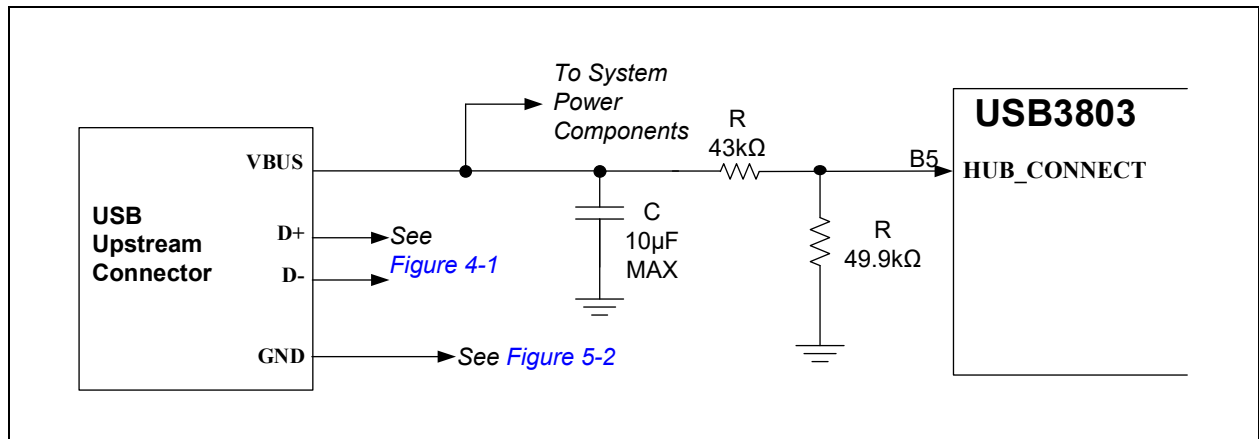 To System
Power
Components
USB3803
R
43kΩ
VBUS
B5
HUB_CONNECT
USB
Upstream
Connector
D+
See
Figure 4-1
D-
C
10µF
MAX
R
49.9kΩ
GND
See Figure 5-2